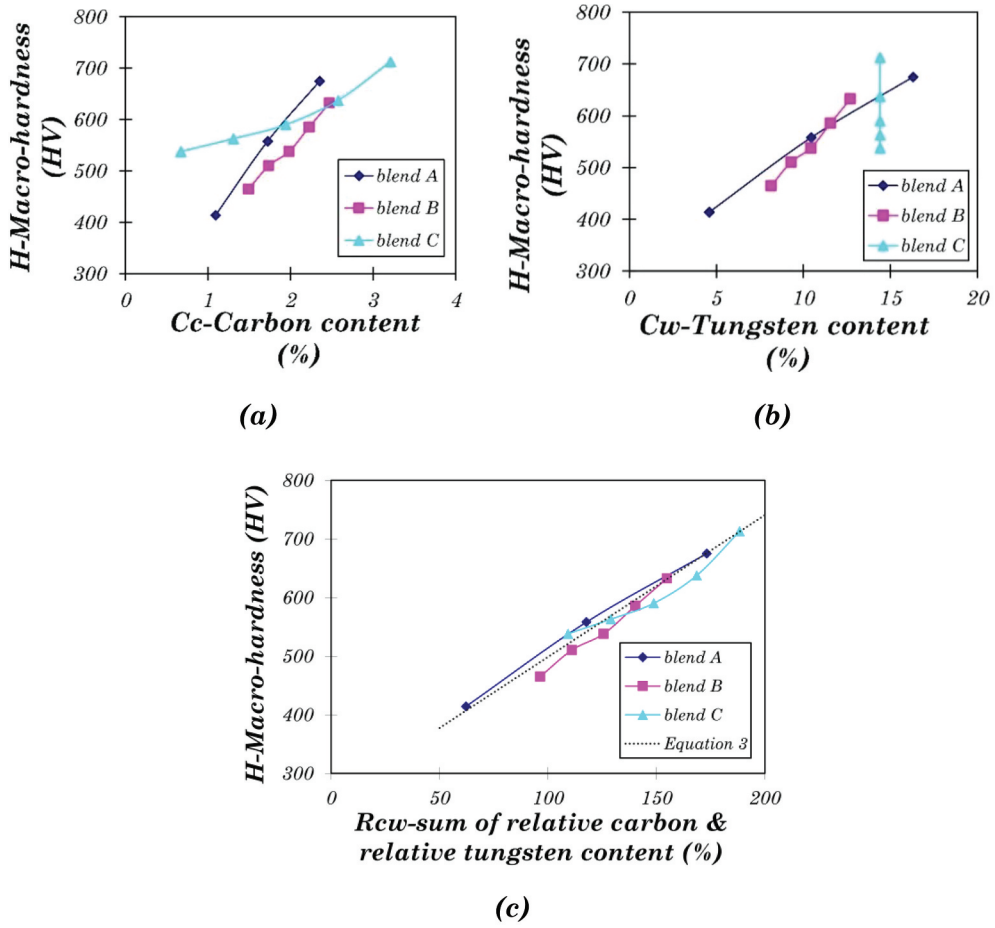 800
700
600
500
400
300
0
1
2
3
4
H-Macro-hardness
(HV)
blend A
blend B
blend C
Cc-Carbon content
(%)
(a)
800
700
600
500
400
300
0
5
10
15
20
H-Macro-hardness
(HV)
blend A
blend B
blend C
Cw-Tungsten content
(%)
(b)
800
700
600
500
400
300
0
50
100
150
200
H-Macro-hardness (HV)
blend A
blend B
blend C
Equation 3
Rcw-sum of relative carbon &
relative tungsten content (%)
(c)